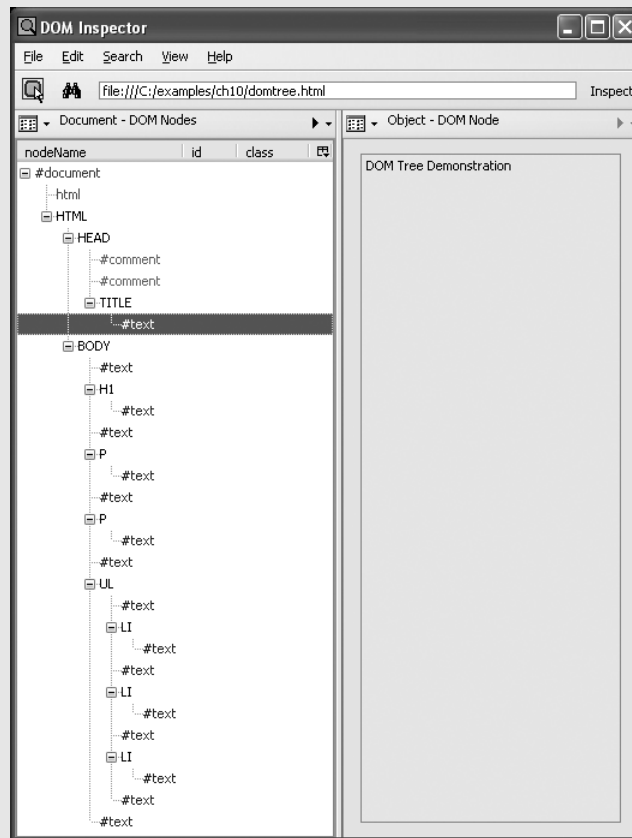 DOM Inspector
File Edit Search View Help
file:///C:/examples/ch10/domtree.html Inspect
Document - DOM Nodes
Object - DOM Node
nodeName id class
DOM Tree Demonstration
#document
html
HTML
HEAD
#comment
#comment
TITLE
#text
BODY
#text
H1
#text
#text
P
#text
#text
P
#text
#text
UL
#text
LI
#text
#text
LI
#text
#text
LI
#text
#text
#text